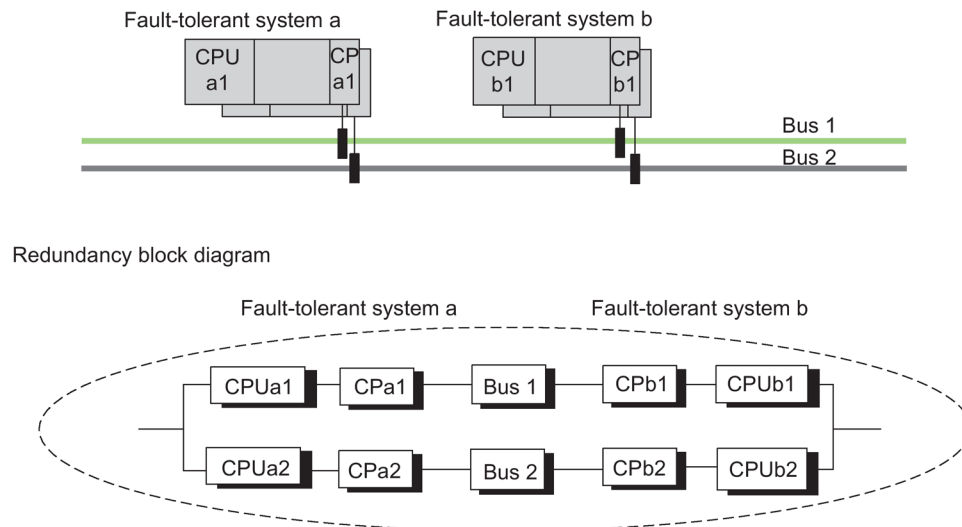 Fault-tolerant system a
Fault-tolerant system b
CPU
a1
CP
a1
CPU
b1
CP
b1
Bus 1
Bus 2
Redundancy block diagram
Fault-tolerant system a
Fault-tolerant system b
CPUa1
CPa1
Bus 1
CPb1
CPUb1
CPUa2
CPa2
Bus 2
CPb2
CPUb2